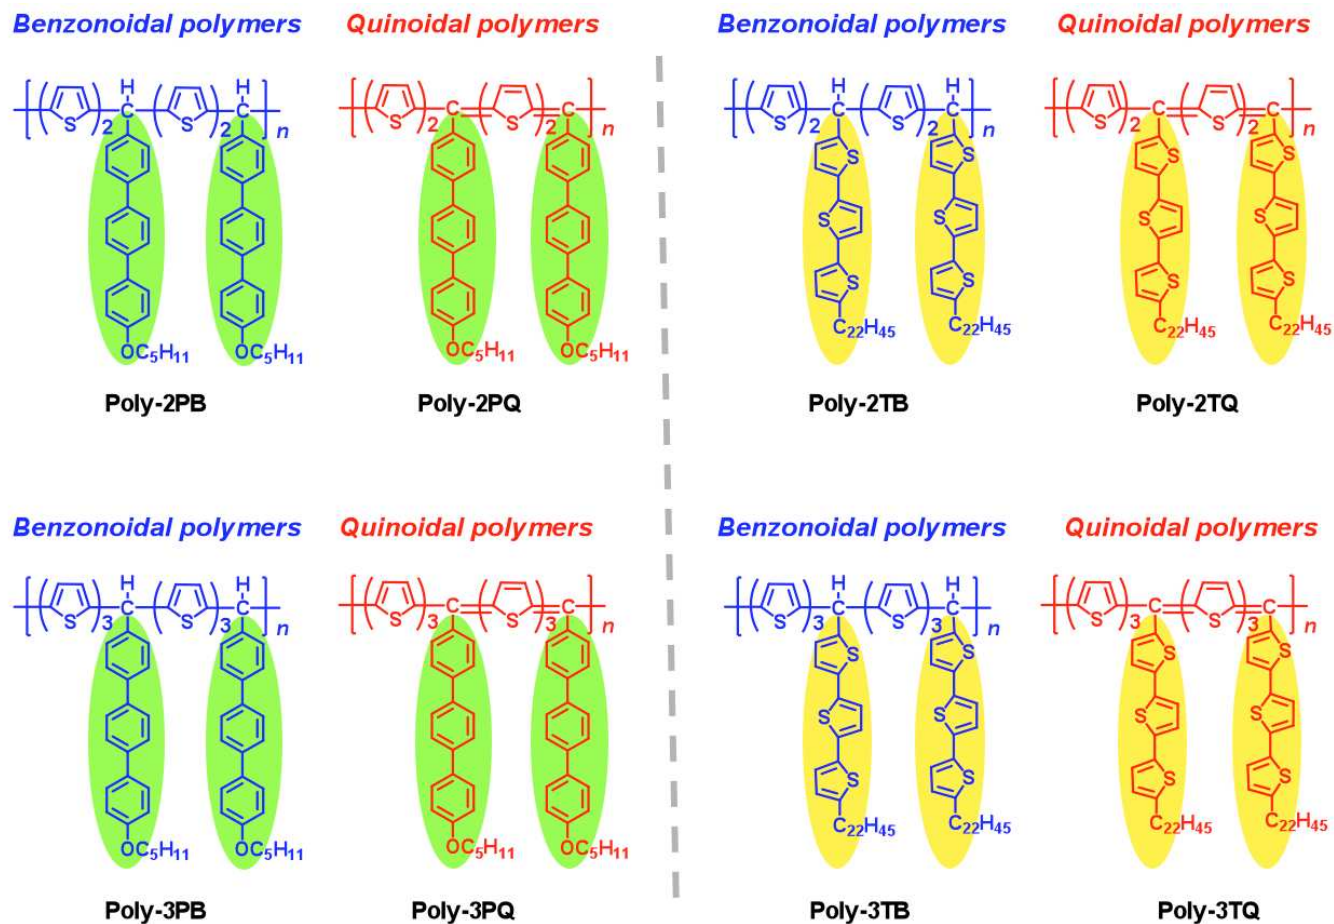 Benzonoidal polymers Quinoidal polymers Benzonoidal polymers Quinoidal polymers
H H H H
C C C C C C C C
S 2 S 2 n S 2 S 2 n S 2 S 2 n S 2 S 2 n
S S S S
S S S S
S S S S
OC5H11 OC5H11 OC5H11 OC5H11 C22H45 C22H45 C22H45 C22H45
Poly-2PB Poly-2PQ Poly-2TB Poly-2TQ
Benzonoidal polymers Quinoidal polymers Benzonoidal polymers Quinoidal polymers
H H H H
C C C C C C C C
S 3 S 3 n S 3 S 3 n S 3 S 3 n S 3 S 3 n
S S S S
S S S S
S S S S
OC5H11 OC5H11 OC5H11 OC5H11 C22H45 C22H45 C22H45 C22H45
Poly-3PB Poly-3PQ Poly-3TB Poly-3TQ